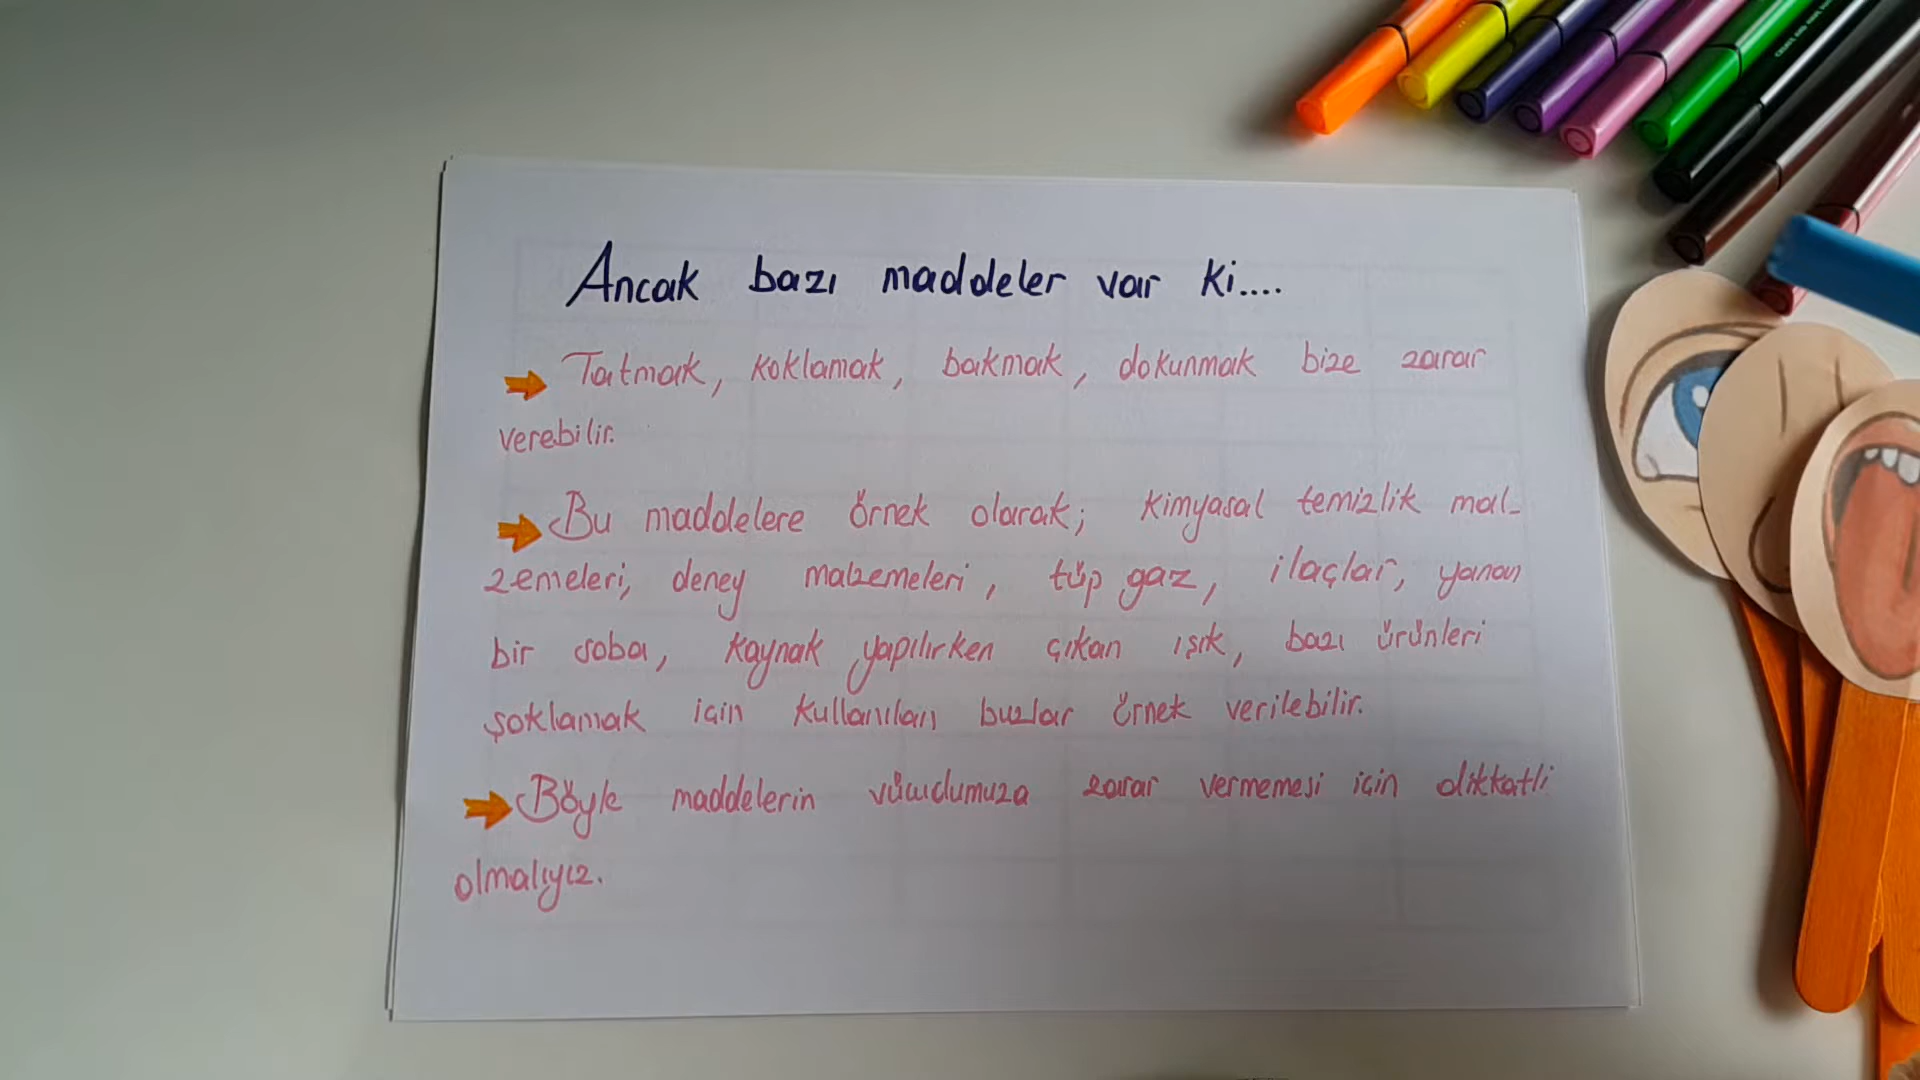 Ancak bazı maddeler var ki....
Tatmak, koklamak, bakmak, dokunmak bize zarar
verebilir.
Bu maddelere örnek olarak; kimyasal temizlik mal-
zemeleri, deney malzemeleri, tüp gaz, ilaçlar, yanan
bir soba, kaynak yapılırken çıkan ışık, bazı ürünleri
şoklamak için kullanılan buzlar örnek verilebilir.
Böyle maddelerin vücudumuza zarar vermemesi için dikkatli
olmalıyız.